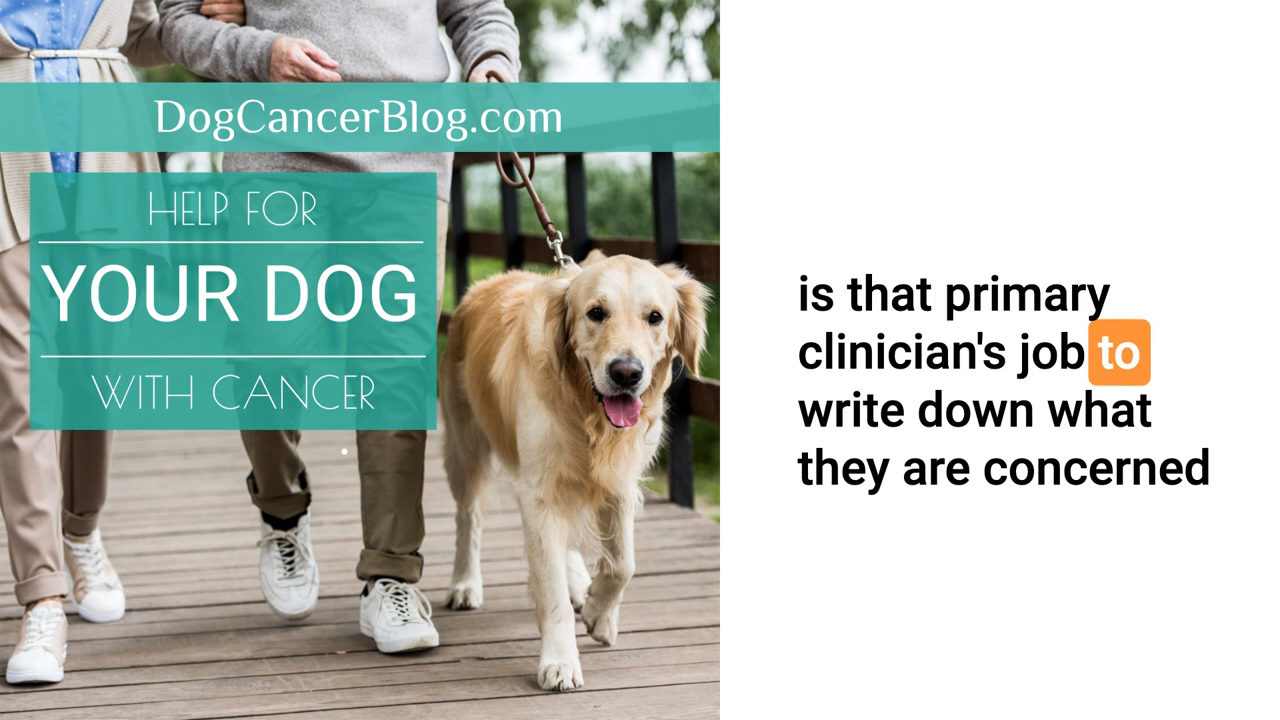 DogCancerBlog.com
HELP FOR
YOUR DOG
WITH CANCER
is that primary
clinician's job to
write down what
they are concerned